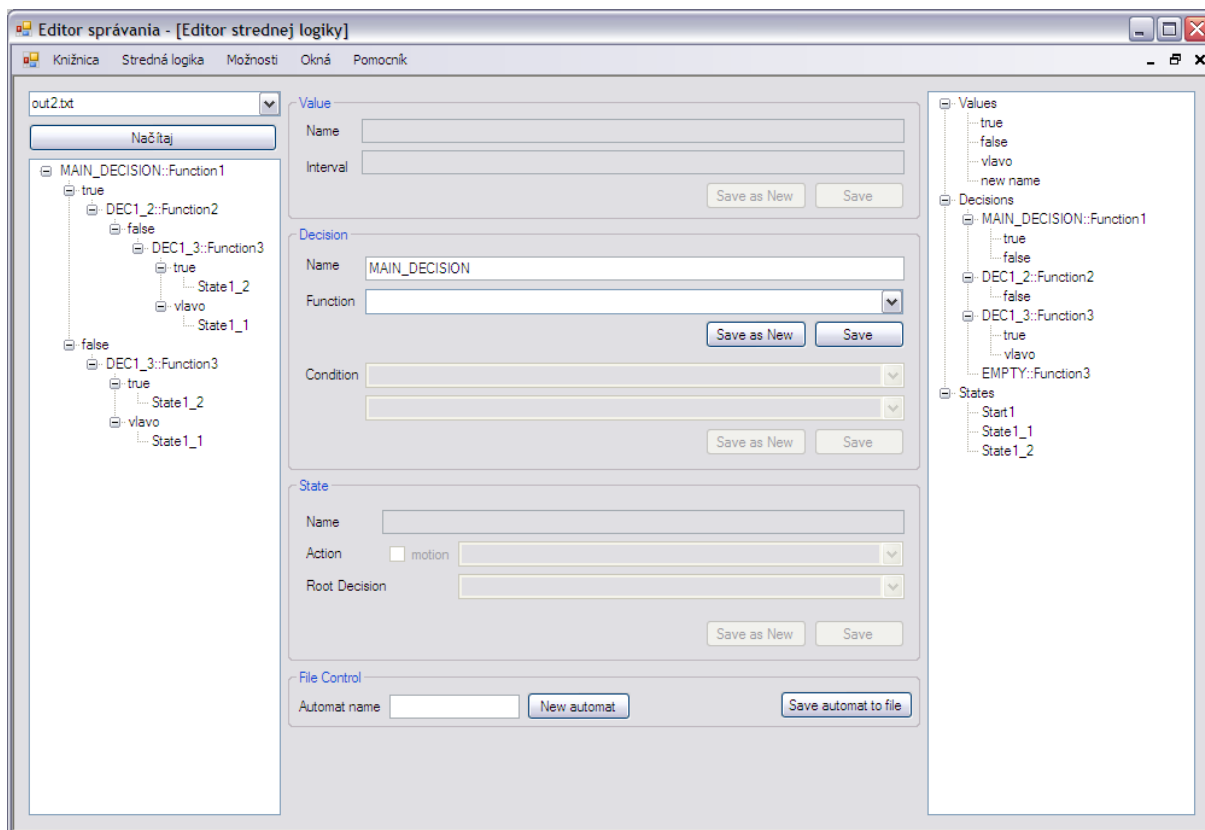 Editor správania - [Editor strednej logiky]
Knižnica Stredná logika Možnosti Okná Pomocník
out2.txt
Načítaj
MAIN_DECISION::Function1
true
DEC1_2::Function2
false
DEC1_3::Function3
true
State1_2
vlavo
State1_1
false
DEC1_3::Function3
true
State1_2
vlavo
State1_1
Value
Name
Interval
Save as New Save
Decision
Name MAIN_DECISION
Function
Save as New Save
Condition
Save as New Save
State
Name
Action motion
Root Decision
Save as New Save
File Control
Automat name New automat Save automat to file
Values
true
false
vlavo
new name
Decisions
MAIN_DECISION::Function1
true
false
DEC1_2::Function2
false
DEC1_3::Function3
true
vlavo
EMPTY::Function3
States
Start1
State1_1
State1_2